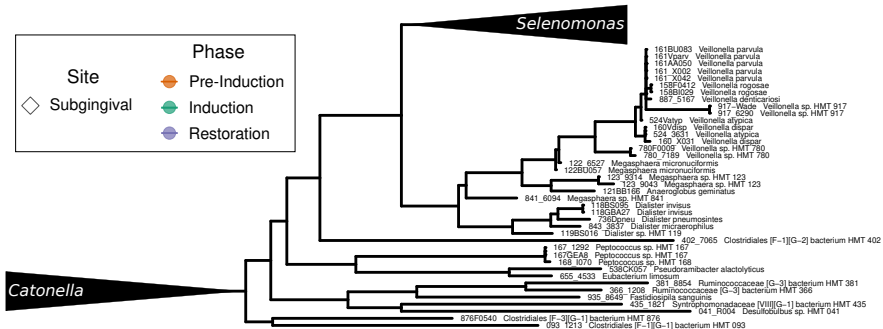 Selenomonas
Phase
Site
Subgingival
Pre-Induction
Induction
Restoration
161BU083 Veillonella parvula
161Vparv Veillonella parvula
161AA050 Veillonella parvula
161_X002 Veillonella parvula
161_X042 Veillonella parvula
158F0412 Veillonella rogosae
158BI029 Veillonella rogosae
887_5167 Veillonella denticariosi
917-Wade Veillonella sp. HMT 917
917_6290 Veillonella sp. HMT 917
524Vatyp Veillonella atypica
160Vdisp Veillonella dispar
524_3631 Veillonella atypica
160_X031 Veillonella dispar
780F0009 Veillonella sp. HMT 780
780_7189 Veillonella sp. HMT 780
122_6527 Megasphaera micronuciformis
122BU057 Megasphaera micronuciformis
123_9314 Megasphaera sp. HMT 123
123_9043 Megasphaera sp. HMT 123
121BB166 Anaeroglobus geminatus
841_6094 Megasphaera sp. HMT 841
118BS095 Dialister invisus
118GBA27 Dialister invisus
736Dpneu Dialister pneumosintes
843_3837 Dialister micraerophilus
119BS016 Dialister sp. HMT 119
402_7065 Clostridiales [F-1][G-2] bacterium HMT 402
167_1292 Peptococcus sp. HMT 167
167GEA8 Peptococcus sp. HMT 167
168_I070 Peptococcus sp. HMT 168
538CK057 Pseudoramibacter alactolyticus
655_4533 Eubacterium limosum
381_8854 Ruminococcaceae [G-3] bacterium HMT 381
366_1208 Ruminococcaceae [G-3] bacterium HMT 366
935_8649 Fastidiosipila sanguinis
435_1821 Syntrophomonadaceae [VIII][G-1] bacterium HMT 435
041_R004 Desulfobulbus sp. HMT 041
876F0540 Clostridiales [F-3][G-1] bacterium HMT 876
093_1213 Clostridiales [F-1][G-1] bacterium HMT 093
Catonella